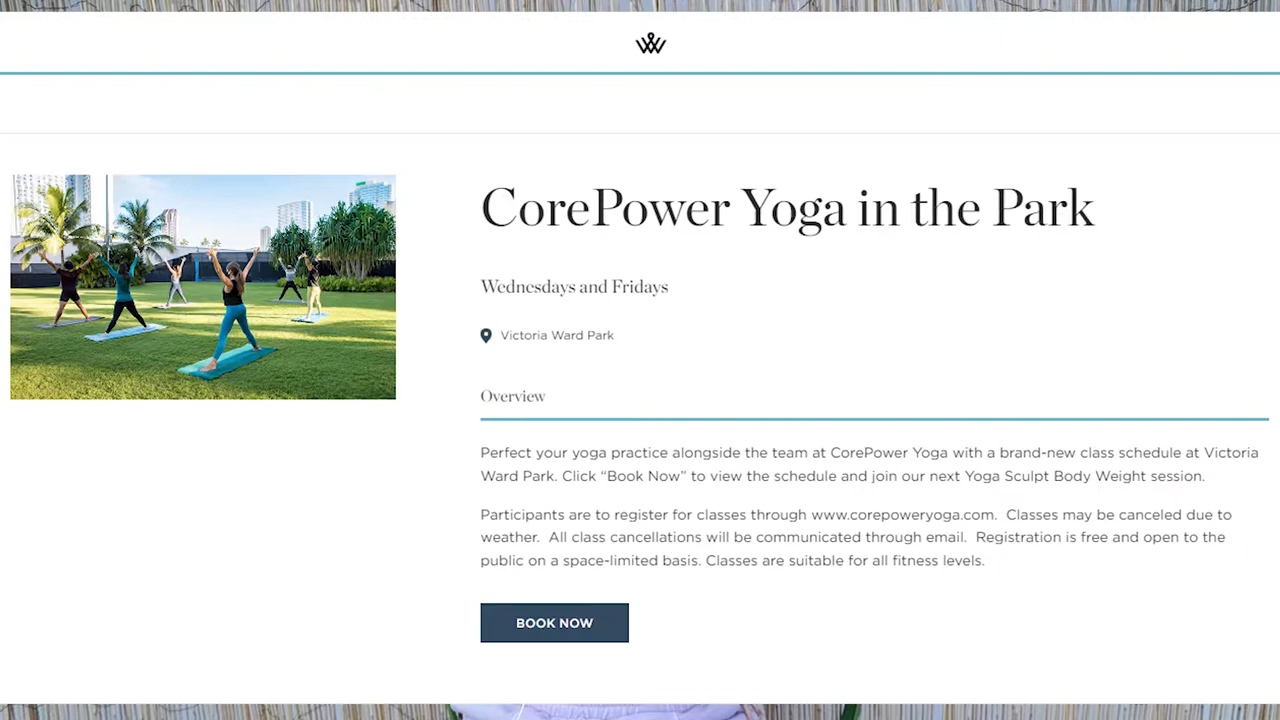 CorePower Yoga in the Park
Wednesdays and Fridays
Victoria Ward Park
Overview
Perfect your yoga practice alongside the team at CorePower Yoga with a brand-new class schedule at Victoria
Ward Park. Click “Book Now” to view the schedule and join our next Yoga Sculpt Body Weight session.
Participants are to register for classes through www.corepoweryoga.com.  Classes may be canceled due to
weather.  All class cancellations will be communicated through email.  Registration is free and open to the
public on a space-limited basis. Classes are suitable for all fitness levels.
BOOK NOW